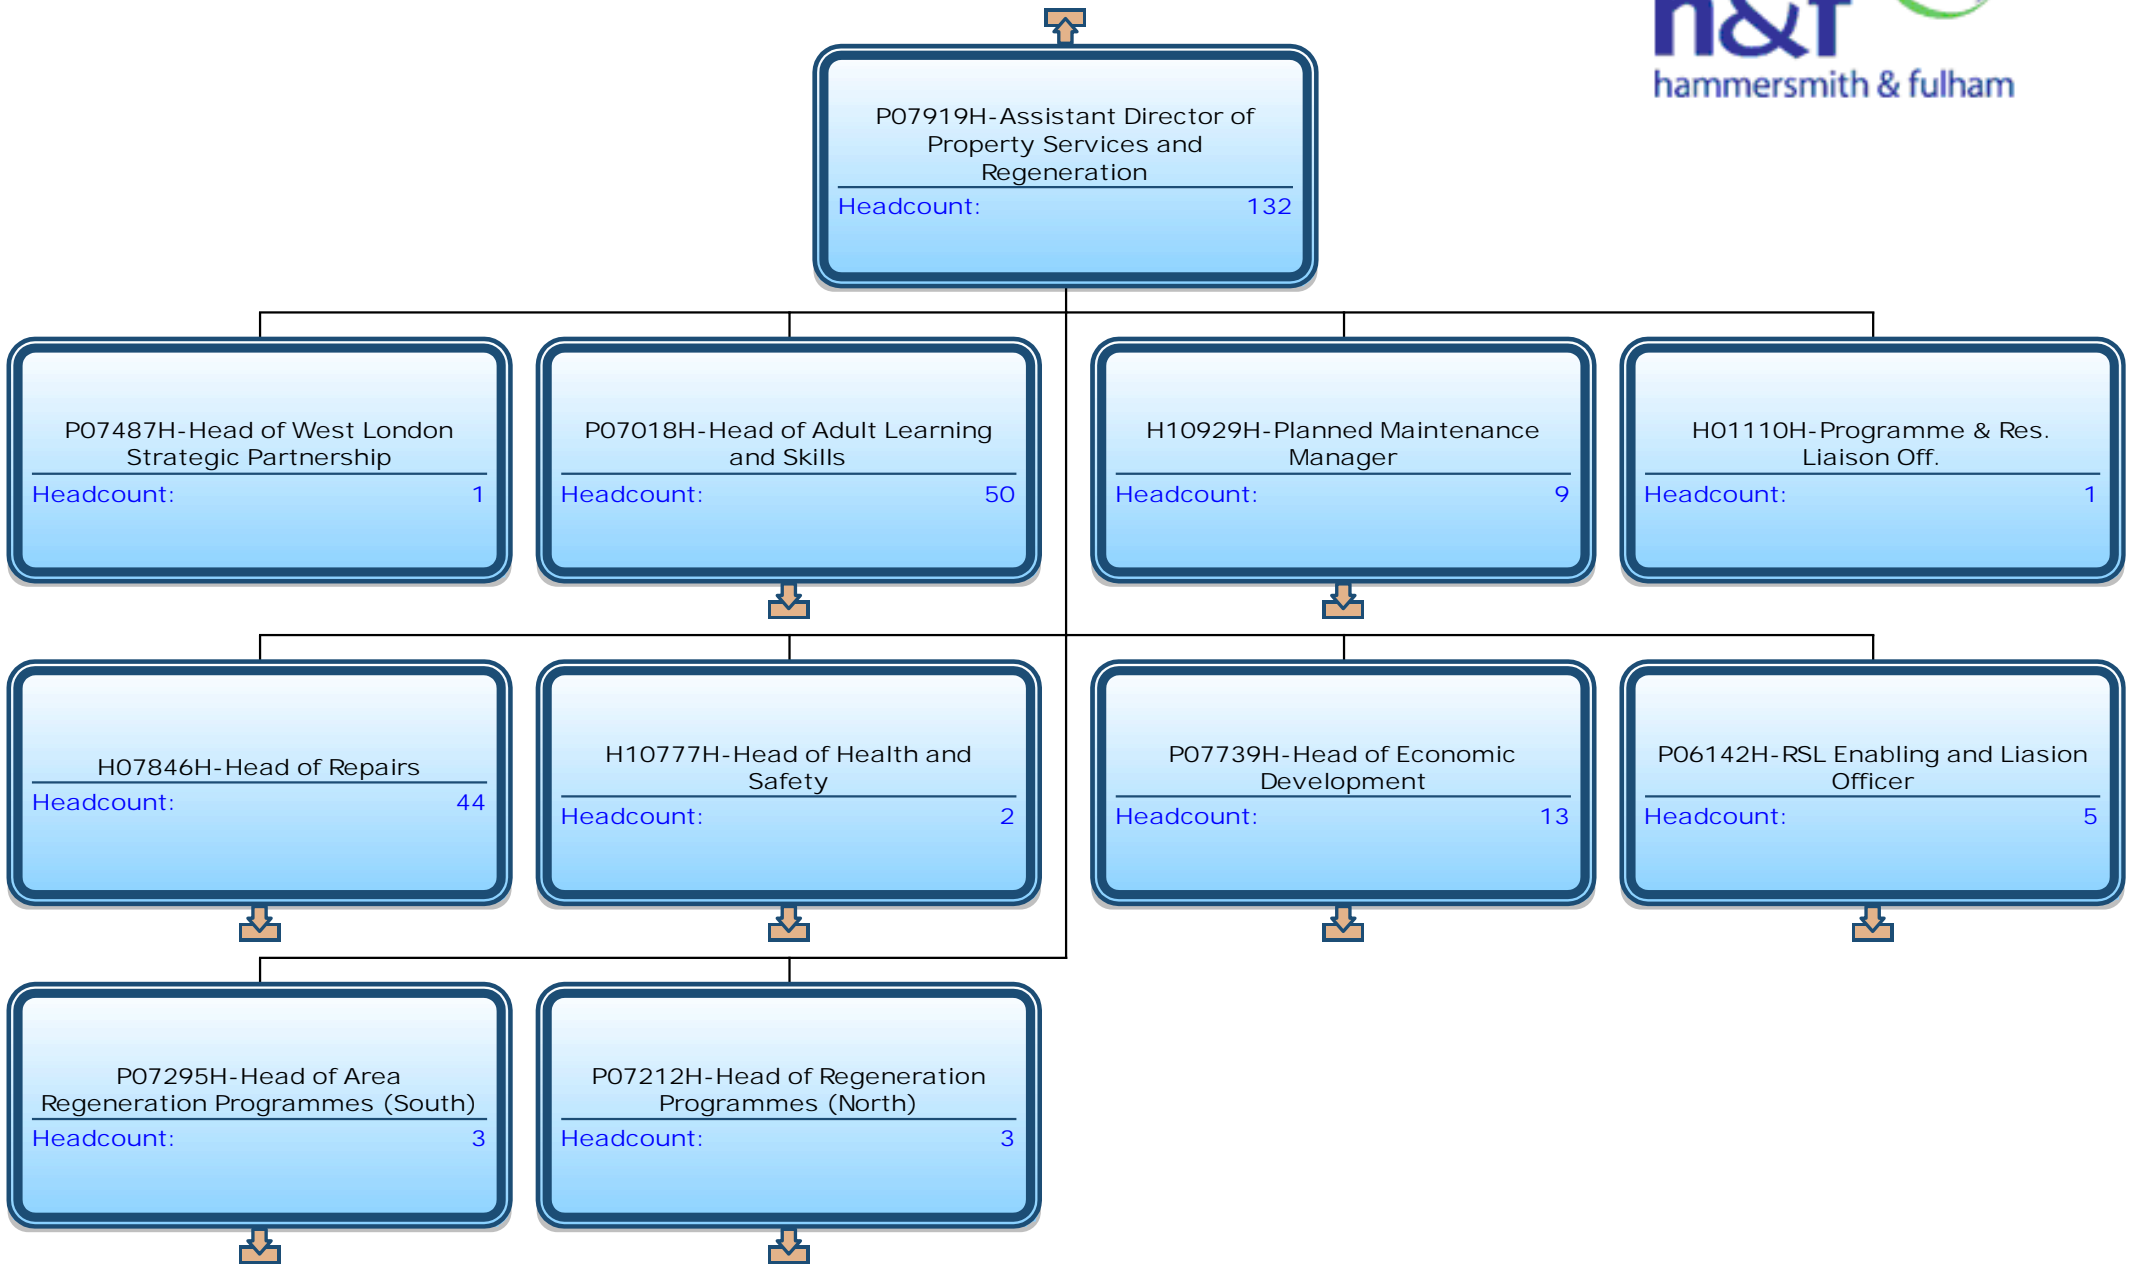 h&f
hammersmith & fulham
P07919H-Assistant Director of
Property Services and
Regeneration
Headcount: 132
P07487H-Head of West London
Strategic Partnership
Headcount: 1
P07018H-Head of Adult Learning
and Skills
Headcount: 50
H10929H-Planned Maintenance
Manager
Headcount: 9
H01110H-Programme & Res.
Liaison Off.
Headcount: 1
H07846H-Head of Repairs
Headcount: 44
H10777H-Head of Health and
Safety
Headcount: 2
P07739H-Head of Economic
Development
Headcount: 13
P06142H-RSL Enabling and Liasion
Officer
Headcount: 5
P07295H-Head of Area
Regeneration Programmes (South)
Headcount: 3
P07212H-Head of Regeneration
Programmes (North)
Headcount: 3